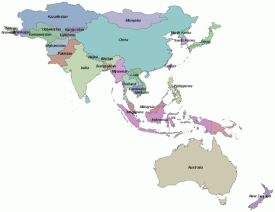 Kazakhstan
Mongolia
Uzbekistan
Kyrgyzstan
Turkmenistan
Tajikistan
North Korea
South Korea
Japan
China
Afghanistan
Pakistan
Nepal
Bhutan
India
Bangladesh
Myanmar
Taiwan
Thailand
Cambodia
Vietnam
Philippines
Malaysia
Singapore
Indonesia
Australia
New Zealand